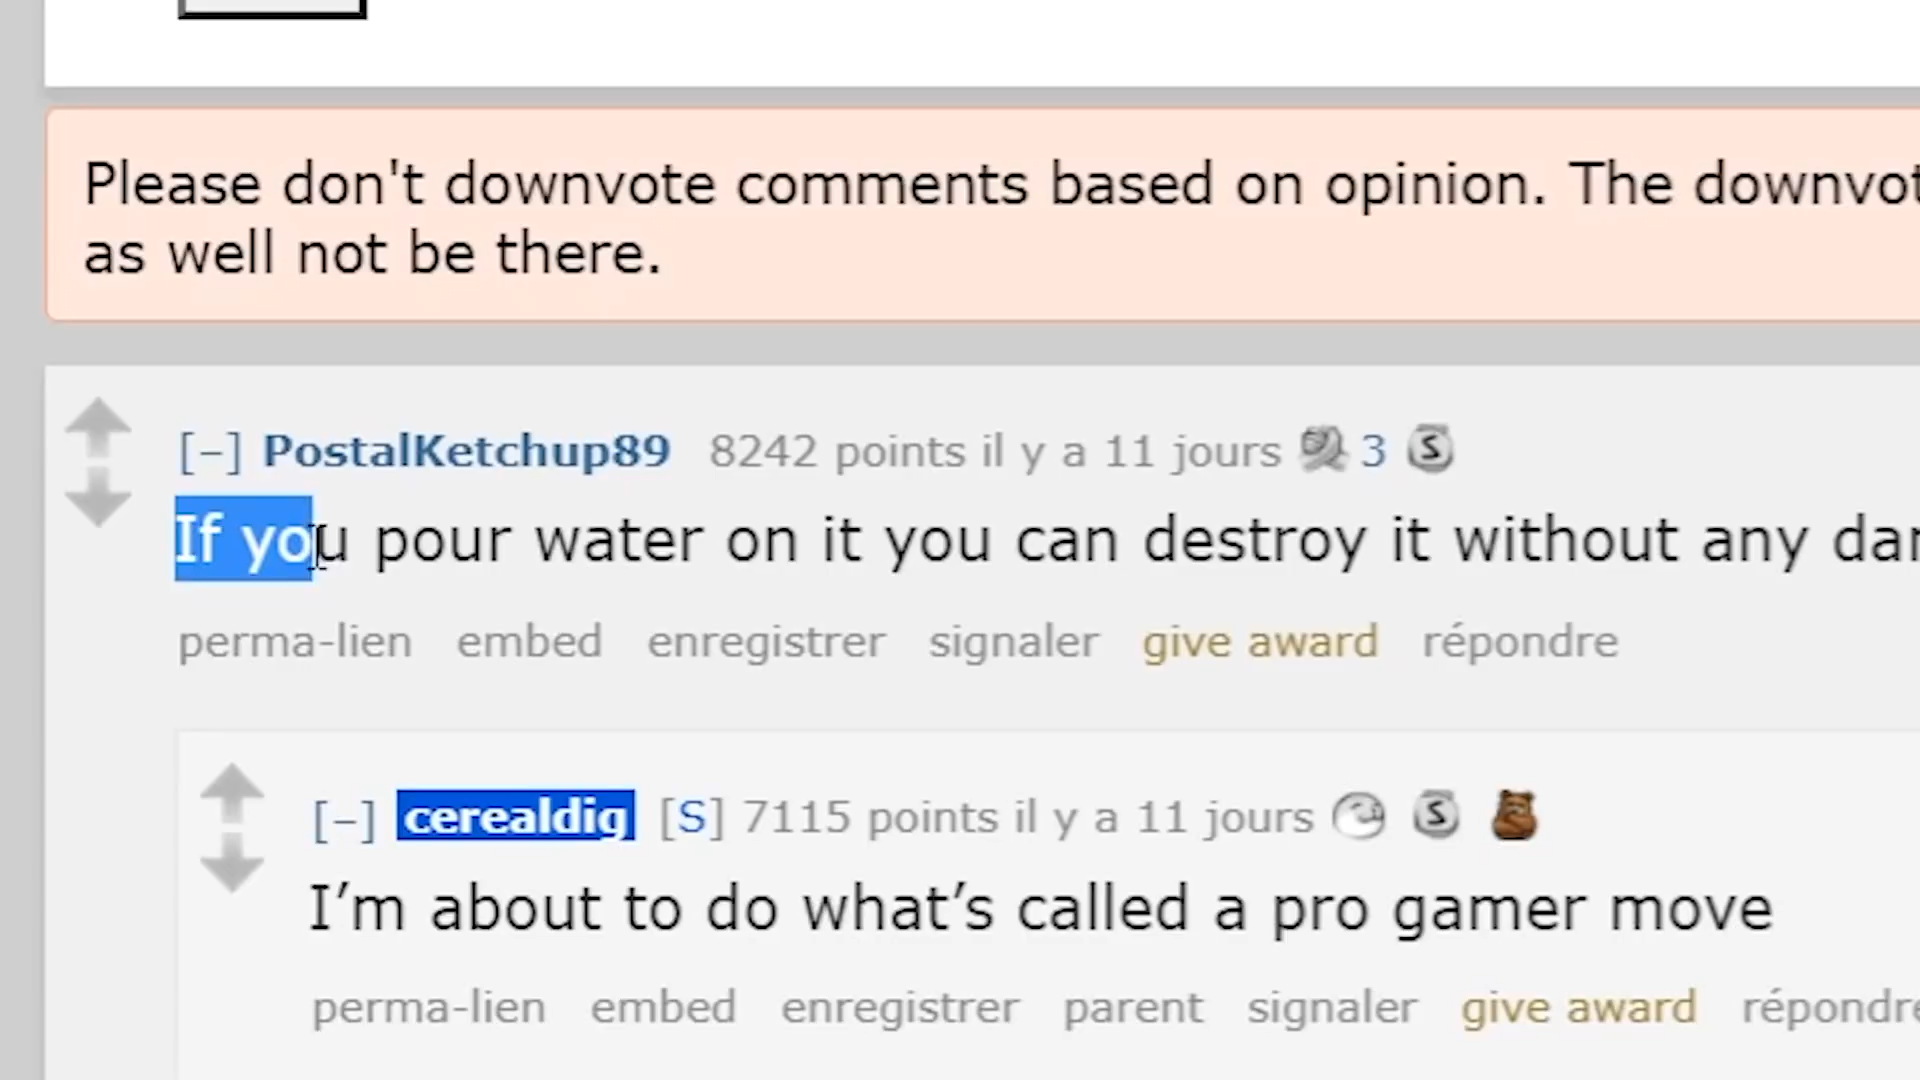 Please don't downvote comments based on opinion. The
as well not be there.
[–] PostalKetchup89 8242 points il y a 11 jours 3 S
If you pour water on it you can destroy it without any
perma-lien embed enregistrer signaler give award répondre
[–] cerealdig [S] 7115 points il y a 11 jours S
I’m about to do what’s called a pro gamer move
perma-lien embed enregistrer parent signaler give award répondre